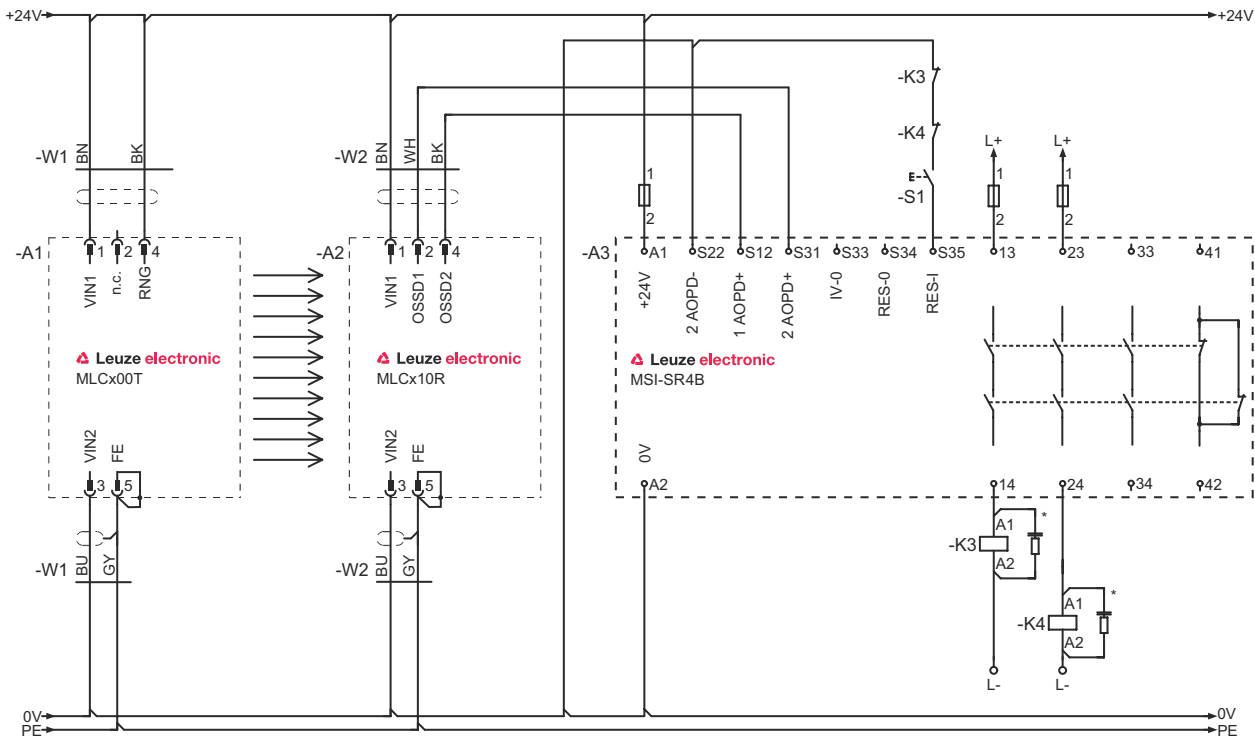 +24V
+24V
-K3
-K4
-S1
L+
L+
1
2
1
2
1
2
-W1
BN
BK
-W2
BN
WH
BK
-A1
1
2
4
VIN1
n.c.
RNG
Leuze electronic
MLCx00T
VIN2
FE
3
5
-W1
BU
GY
-A2
1
2
4
VIN1
OSSD1
OSSD2
Leuze electronic
MLCx10R
VIN2
FE
3
5
-W2
BU
GY
-A3
A1
S22
S12
S31
S33
S34
S35
13
23
33
41
+24V
2 AOPD-
1 AOPD+
2 AOPD+
IV-0
RES-0
RES-I
Leuze electronic
MSI-SR4B
0V
A2
14
24
34
42
-K3
A1
A2
*
-K4
A1
A2
*
L-
L-
0V
0V
PE
PE